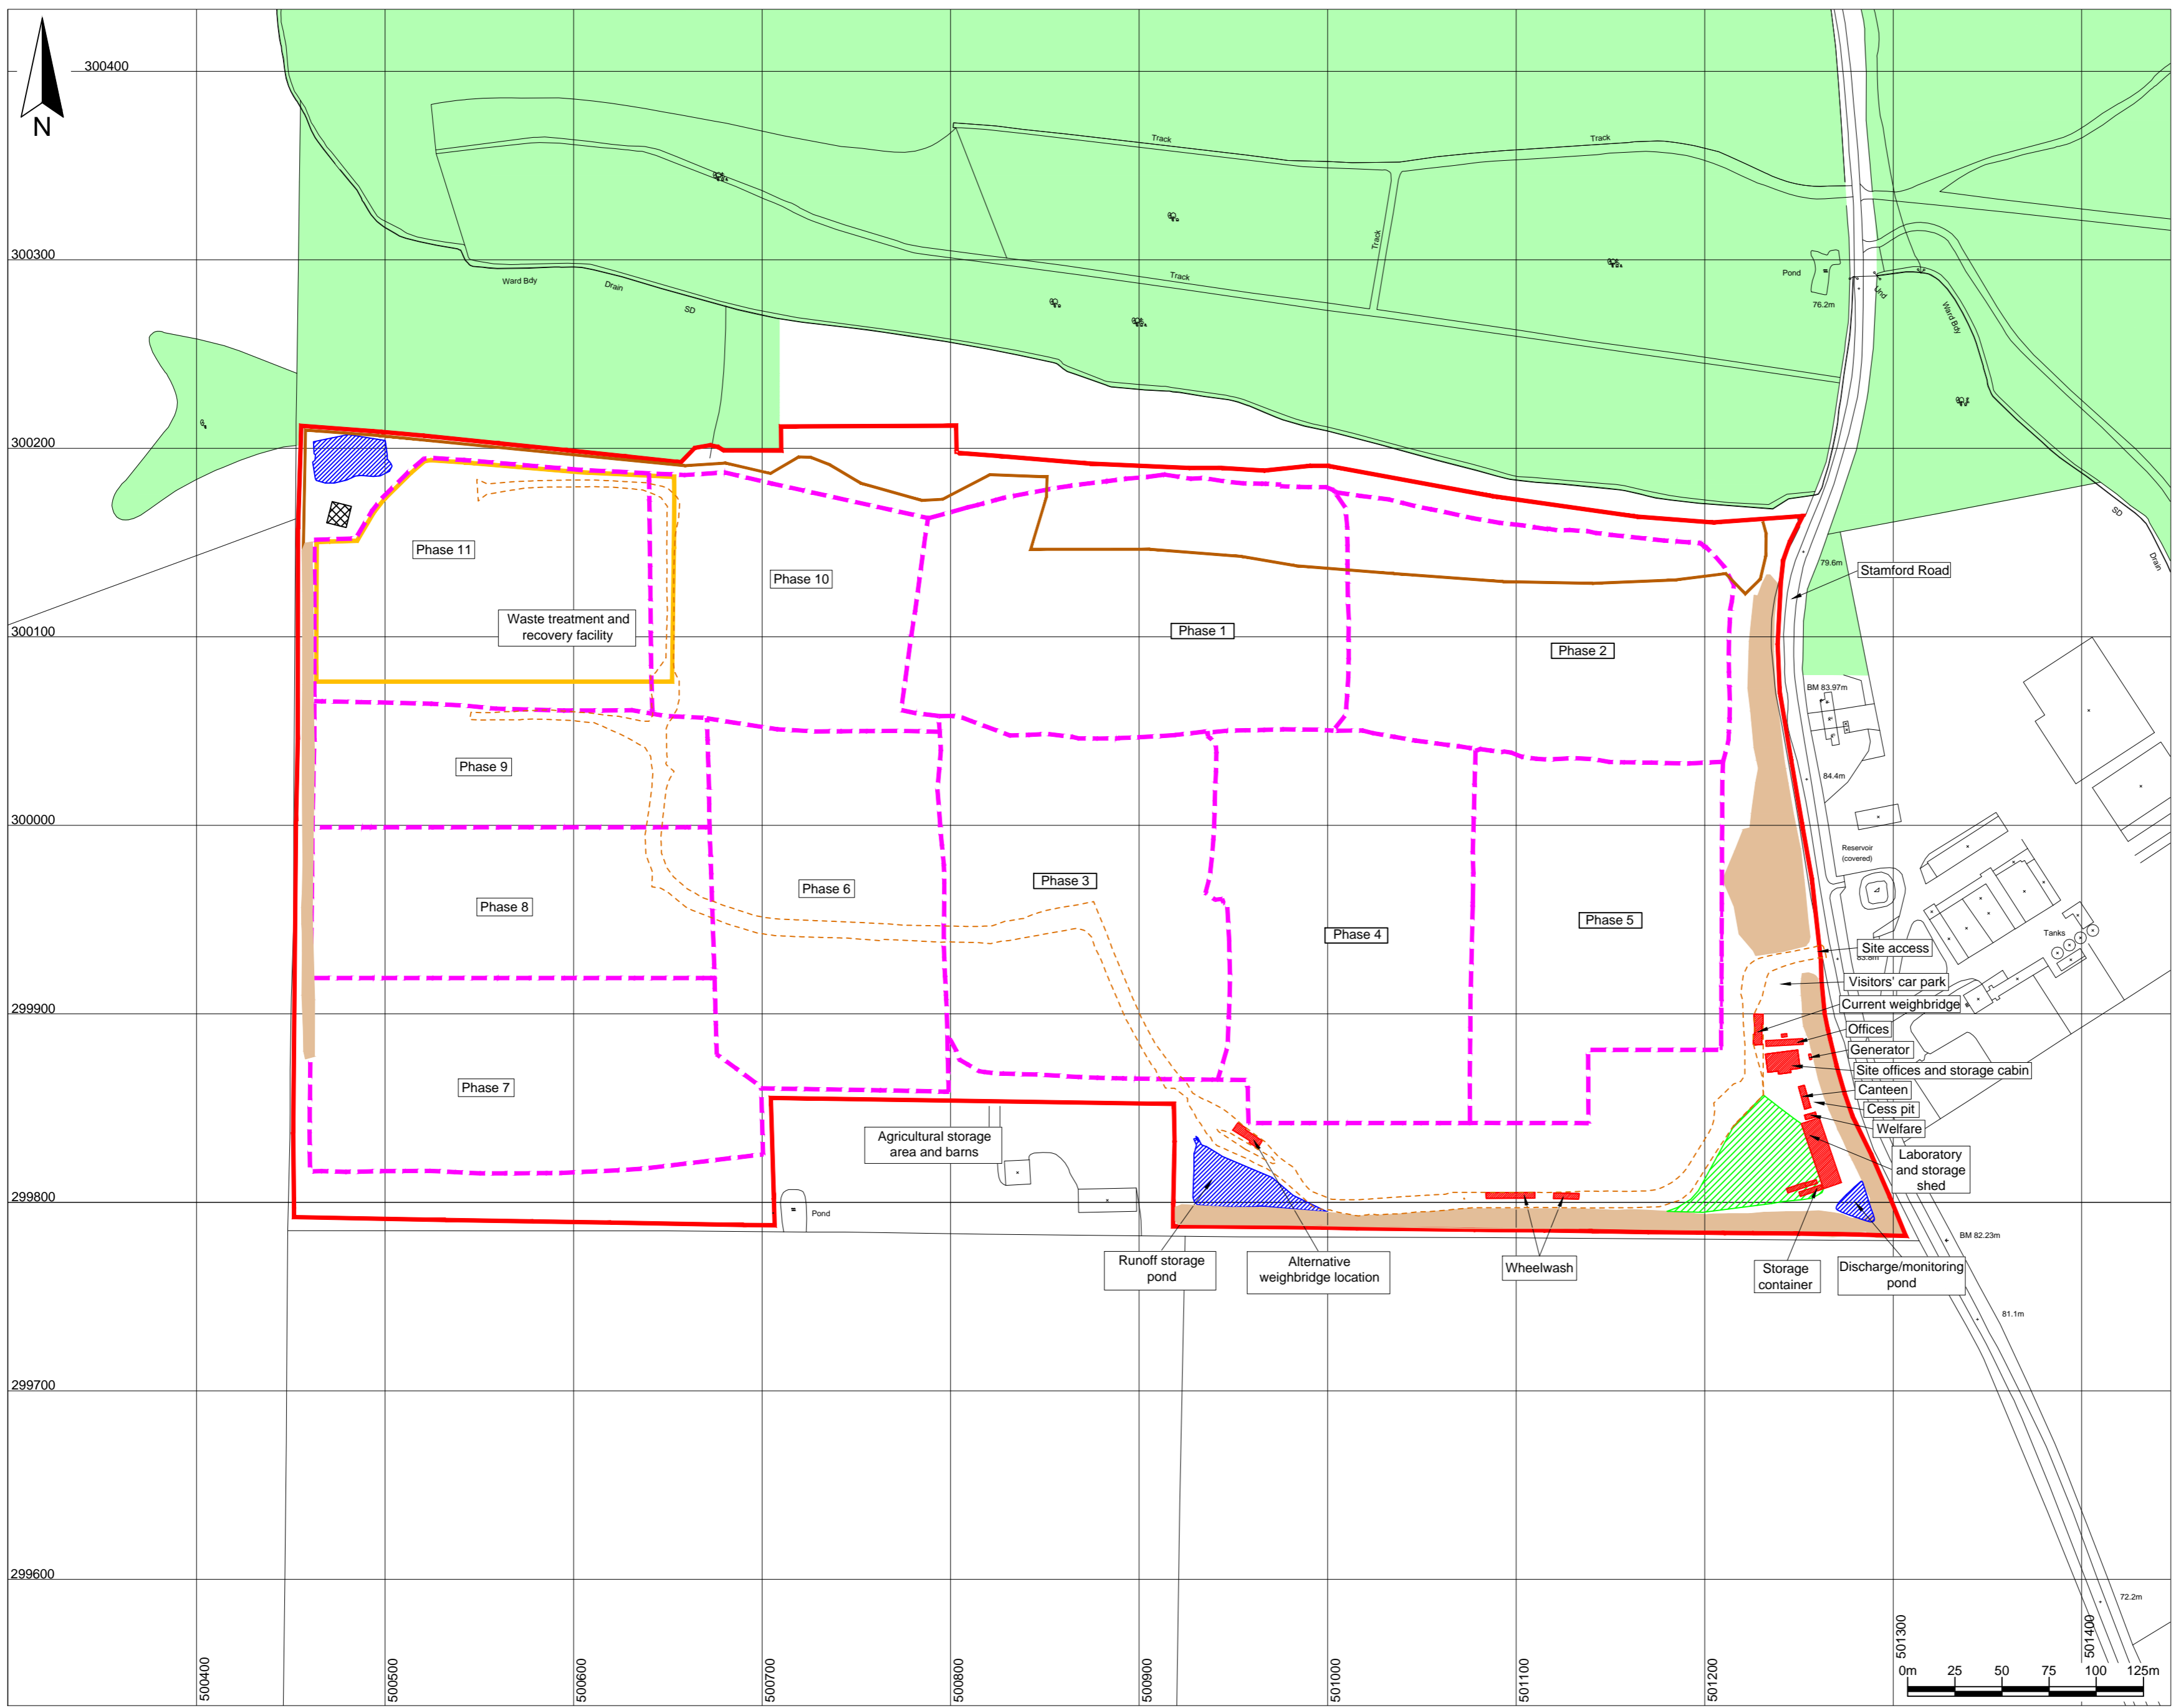 300400
N
Track
Track
Track
Track
300300
Ward Bdy
Drain
SD
Pond
76.2m
Und
Ward Bdy
300200
SD
Drain
Phase 11
Phase 10
79.6m
Stamford Road
Waste treatment and
recovery facility
Phase 1
Phase 2
300100
BM 83.97m
Phase 9
84.4m
300000
Reservoir
(covered)
Phase 8
Phase 6
Phase 3
Phase 4
Phase 5
Tanks
Site access
83.8m
Visitors' car park
299900
Current weighbridge
Offices
Generator
Site offices and storage cabin
Phase 7
Canteen
Cess pit
Welfare
Agricultural storage
area and barns
Laboratory
and storage
shed
299800
Pond
BM 82.23m
Runoff storage
pond
Alternative
weighbridge location
Wheelwash
Storage
container
Discharge/monitoring
pond
81.1m
299700
299600
72.2m
500400
500500
500600
500700
500800
500900
501000
501100
501200
501300
501400
0m 25 50 75 100 125m